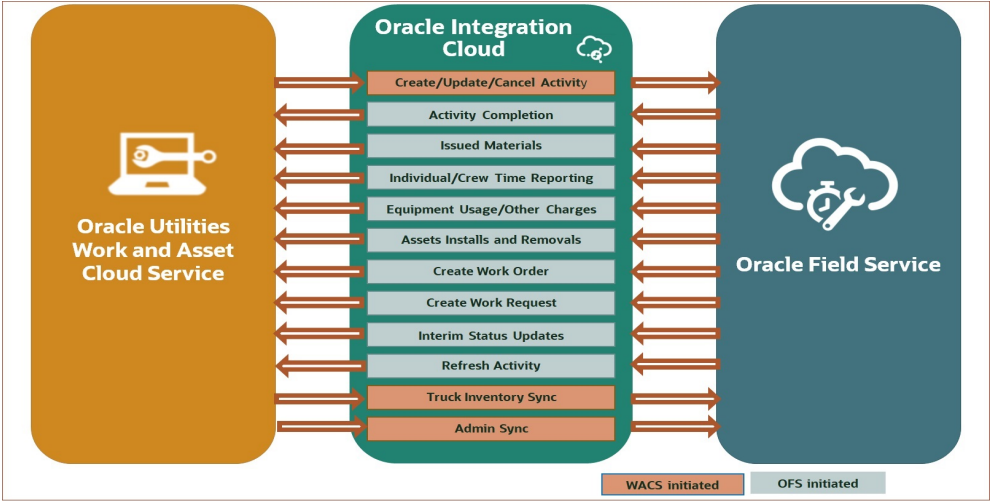 Oracle Integration
Cloud
Create/Update/Cancel Activity
Activity Completion
Issued Materials
Individual/Crew Time Reporting
Equipment Usage/Other Charges
Assets Installs and Removals
Create Work Order
Create Work Request
Interim Status Updates
Refresh Activity
Truck Inventory Sync
Admin Sync
Oracle Utilities
Work and Asset
Cloud Service
Oracle Field Service
WACS initiated
OFS initiated